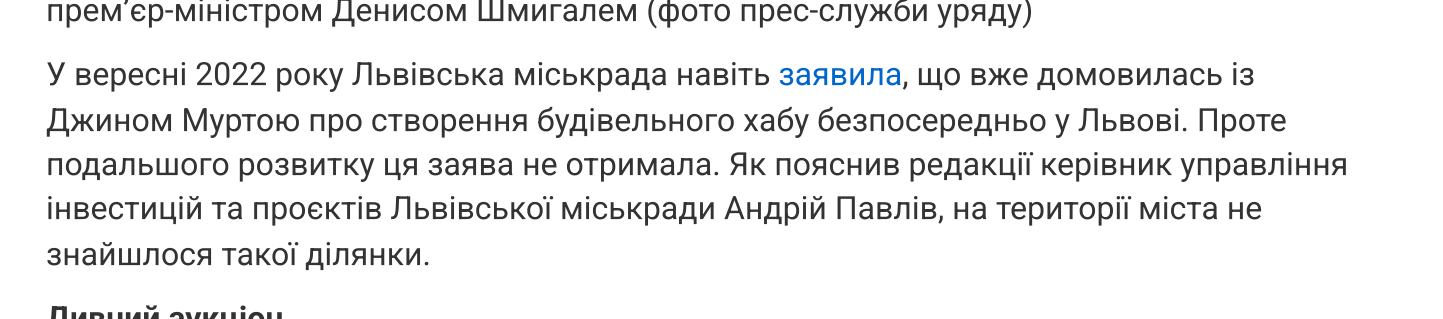 прем’єр-міністром Денисом Шмигалем (фото прес-служби уряду)
У вересні 2022 року Львівська міськрада навіть заявила, що вже домовилась із
Джином Муртою про створення будівельного хабу безпосередньо у Львові. Проте
подальшого розвитку ця заява не отримала. Як пояснив редакції керівник управління
інвестицій та проєктів Львівської міськради Андрій Павлів, на території міста не
знайшлося такої ділянки.
Дивний аукціон